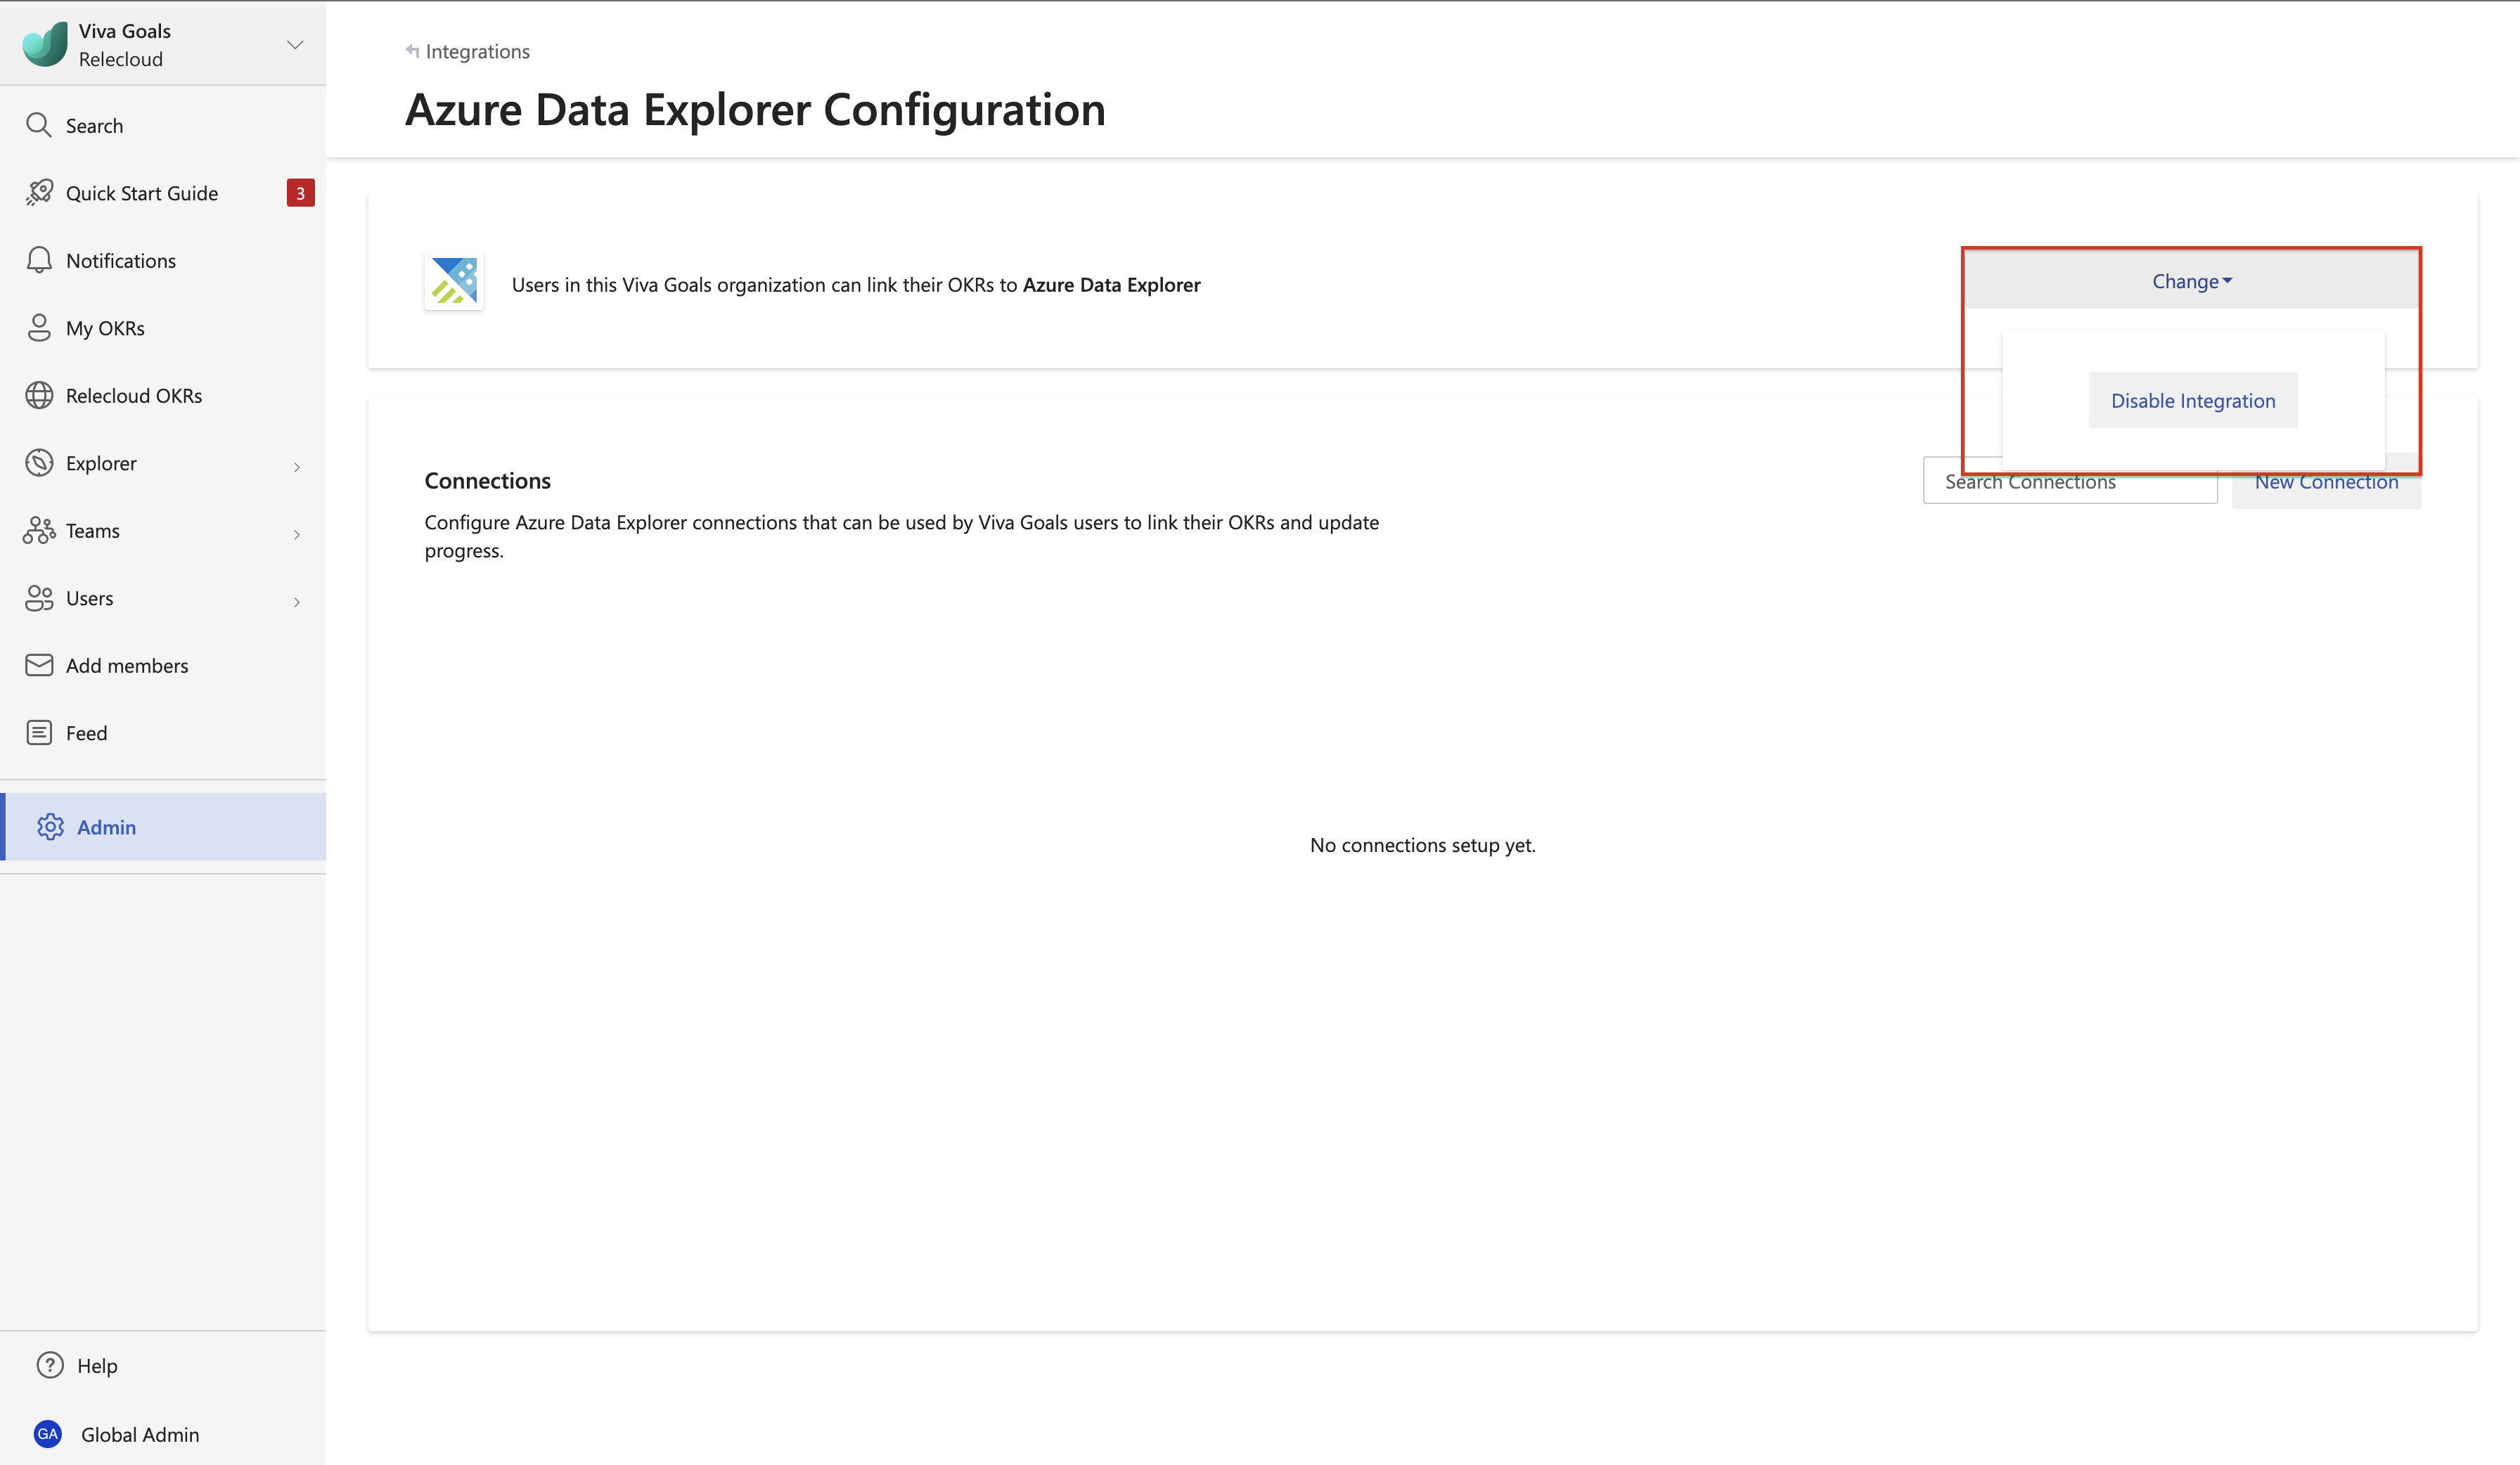 Viva Goals
Relecloud
Search
Quick Start Guide
3
Notifications
My OKRs
Relecloud OKRs
Explorer
Teams
Users
Add members
Feed
Admin
Help
GA
Global Admin
Integrations
Azure Data Explorer Configuration
Users in this Viva Goals organization can link their OKRs to Azure Data Explorer
Change
Disable Integration
Connections
Search Connections
New Connection
Configure Azure Data Explorer connections that can be used by Viva Goals users to link their OKRs and update
progress.
No connections setup yet.